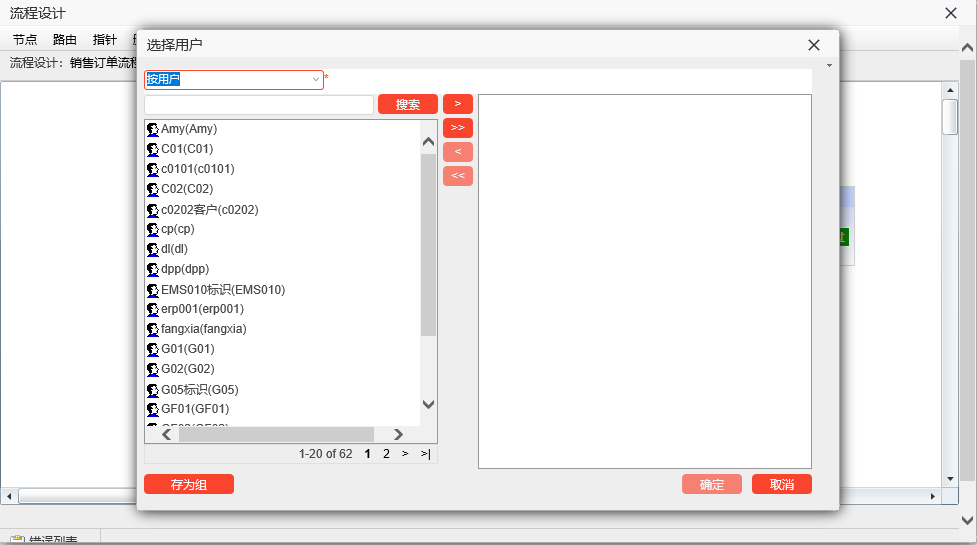 流程设计
节点 路由 指针
流程设计: 销售订单流程
选择用户
按用户
*
搜索
>
>>
<
<<
Amy(Amy)
C01(C01)
c0101(c0101)
C02(C02)
c0202客户(c0202)
cp(cp)
dl(dl)
dpp(dpp)
EMS010标识(EMS010)
erp001(erp001)
fangxia(fangxia)
G01(G01)
G02(G02)
G05标识(G05)
GF01(GF01)
1-20 of 62 1 2 > >|
存为组
确定 取消
错误列表